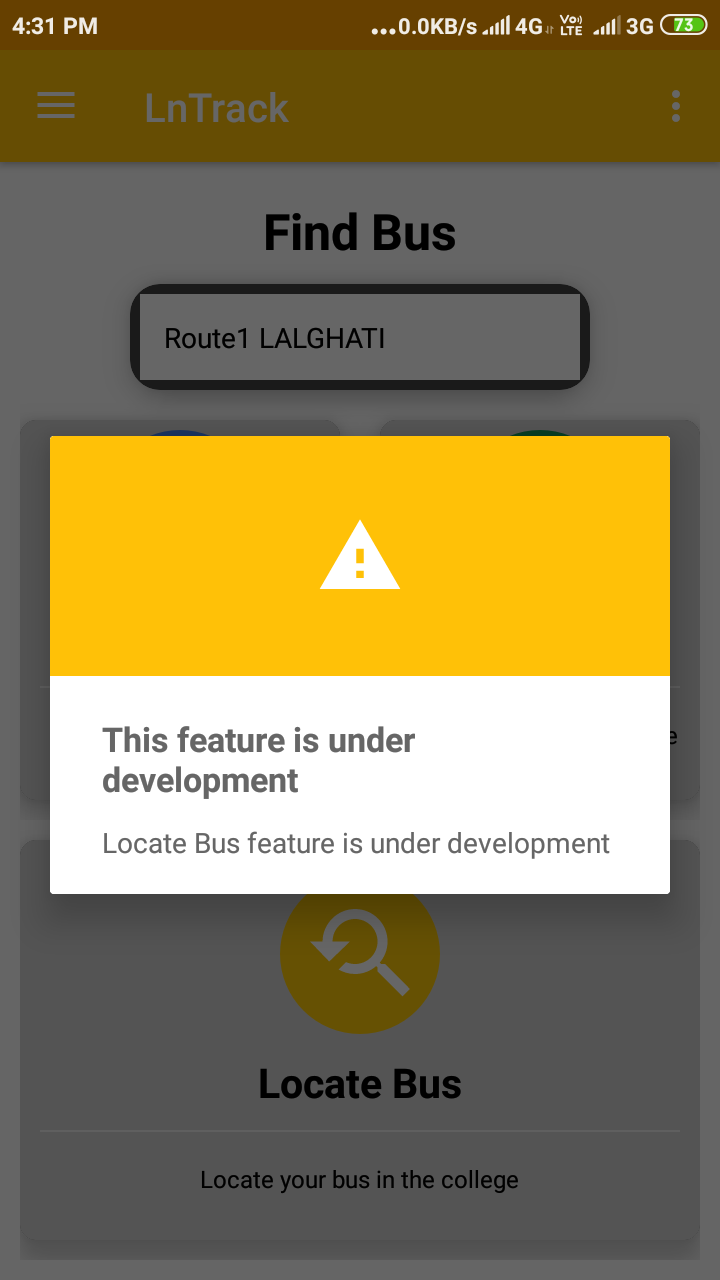 4:31 PM ...0.0KB/s 4G Vo LTE 3G 73
LnTrack
Find Bus
Route1 LALGHATI
This feature is under
development
Locate Bus feature is under development
Locate Bus
Locate your bus in the college